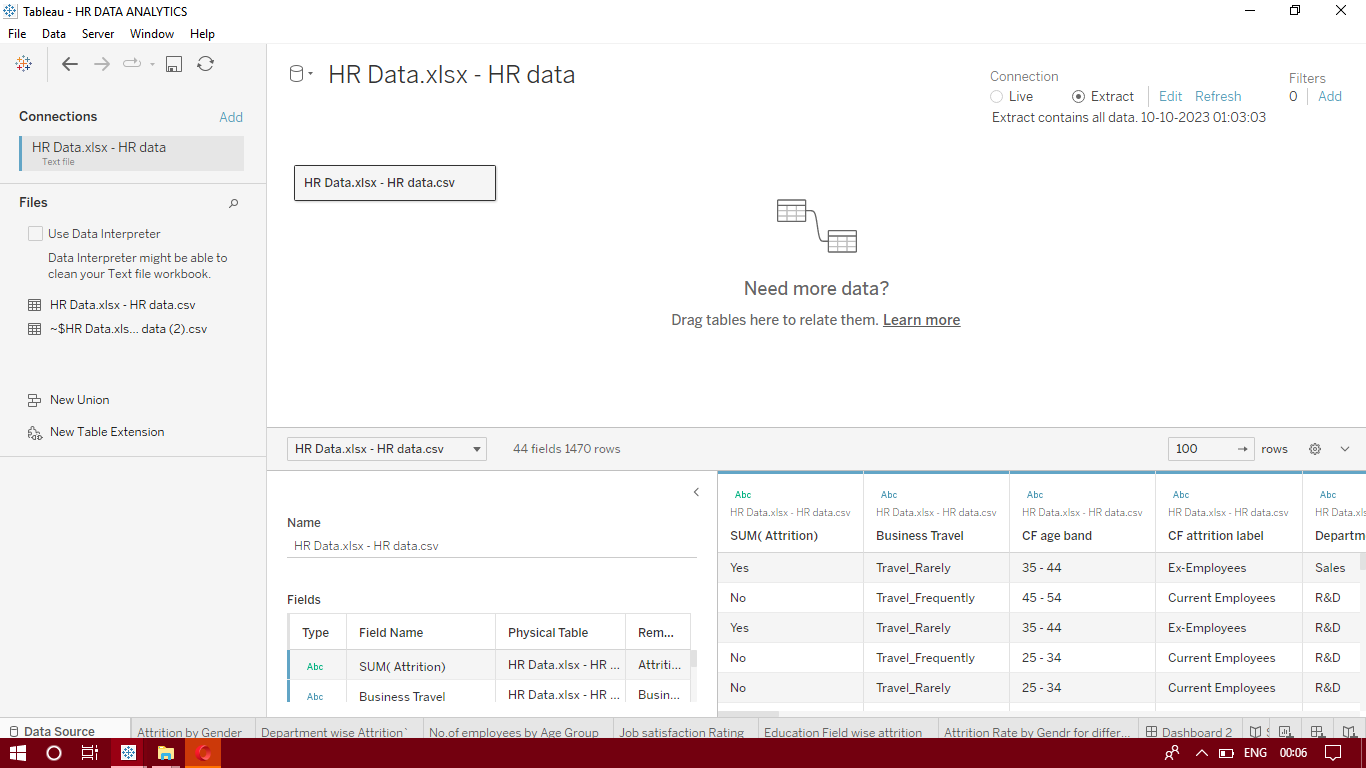 Tableau - HR DATA ANALYTICS
File Data Server Window Help
HR Data.xlsx - HR data
Connection
Live Extract Edit Refresh
Extract contains all data. 10-10-2023 01:03:03
Filters
0 Add
Connections Add
HR Data.xlsx - HR data
Text file
Files
Use Data Interpreter
Data Interpreter might be able to
clean your Text file workbook.
HR Data.xlsx - HR data.csv
~$HR Data.xls... data (2).csv
New Union
New Table Extension
HR Data.xlsx - HR data.csv
Need more data?
Drag tables here to relate them. Learn more
HR Data.xlsx - HR data.csv 44 fields 1470 rows 100 rows
Name
HR Data.xlsx - HR data.csv
Fields
Type Field Name Physical Table Rem...
Abc SUM( Attrition) HR Data.xlsx - HR ... Attriti...
Abc Business Travel HR Data.xlsx - HR ... Busin...
Abc Abc Abc Abc Abc
HR Data.xlsx - HR data.csv HR Data.xlsx - HR data.csv HR Data.xlsx - HR data.csv HR Data.xlsx - HR data.csv HR Data.xls
SUM( Attrition) Business Travel CF age band CF attrition label Departm
Yes Travel_Rarely 35 - 44 Ex-Employees Sales
No Travel_Frequently 45 - 54 Current Employees R&D
Yes Travel_Rarely 35 - 44 Ex-Employees R&D
No Travel_Frequently 25 - 34 Current Employees R&D
No Travel_Rarely 25 - 34 Current Employees R&D
Data Source Attrition by Gender Department wise Attrition` No.of employees by Age Group Job satisfaction Rating Education Field wise attrition Attrition Rate by Gendr for differ... Dashboard 2
ENG 00:06